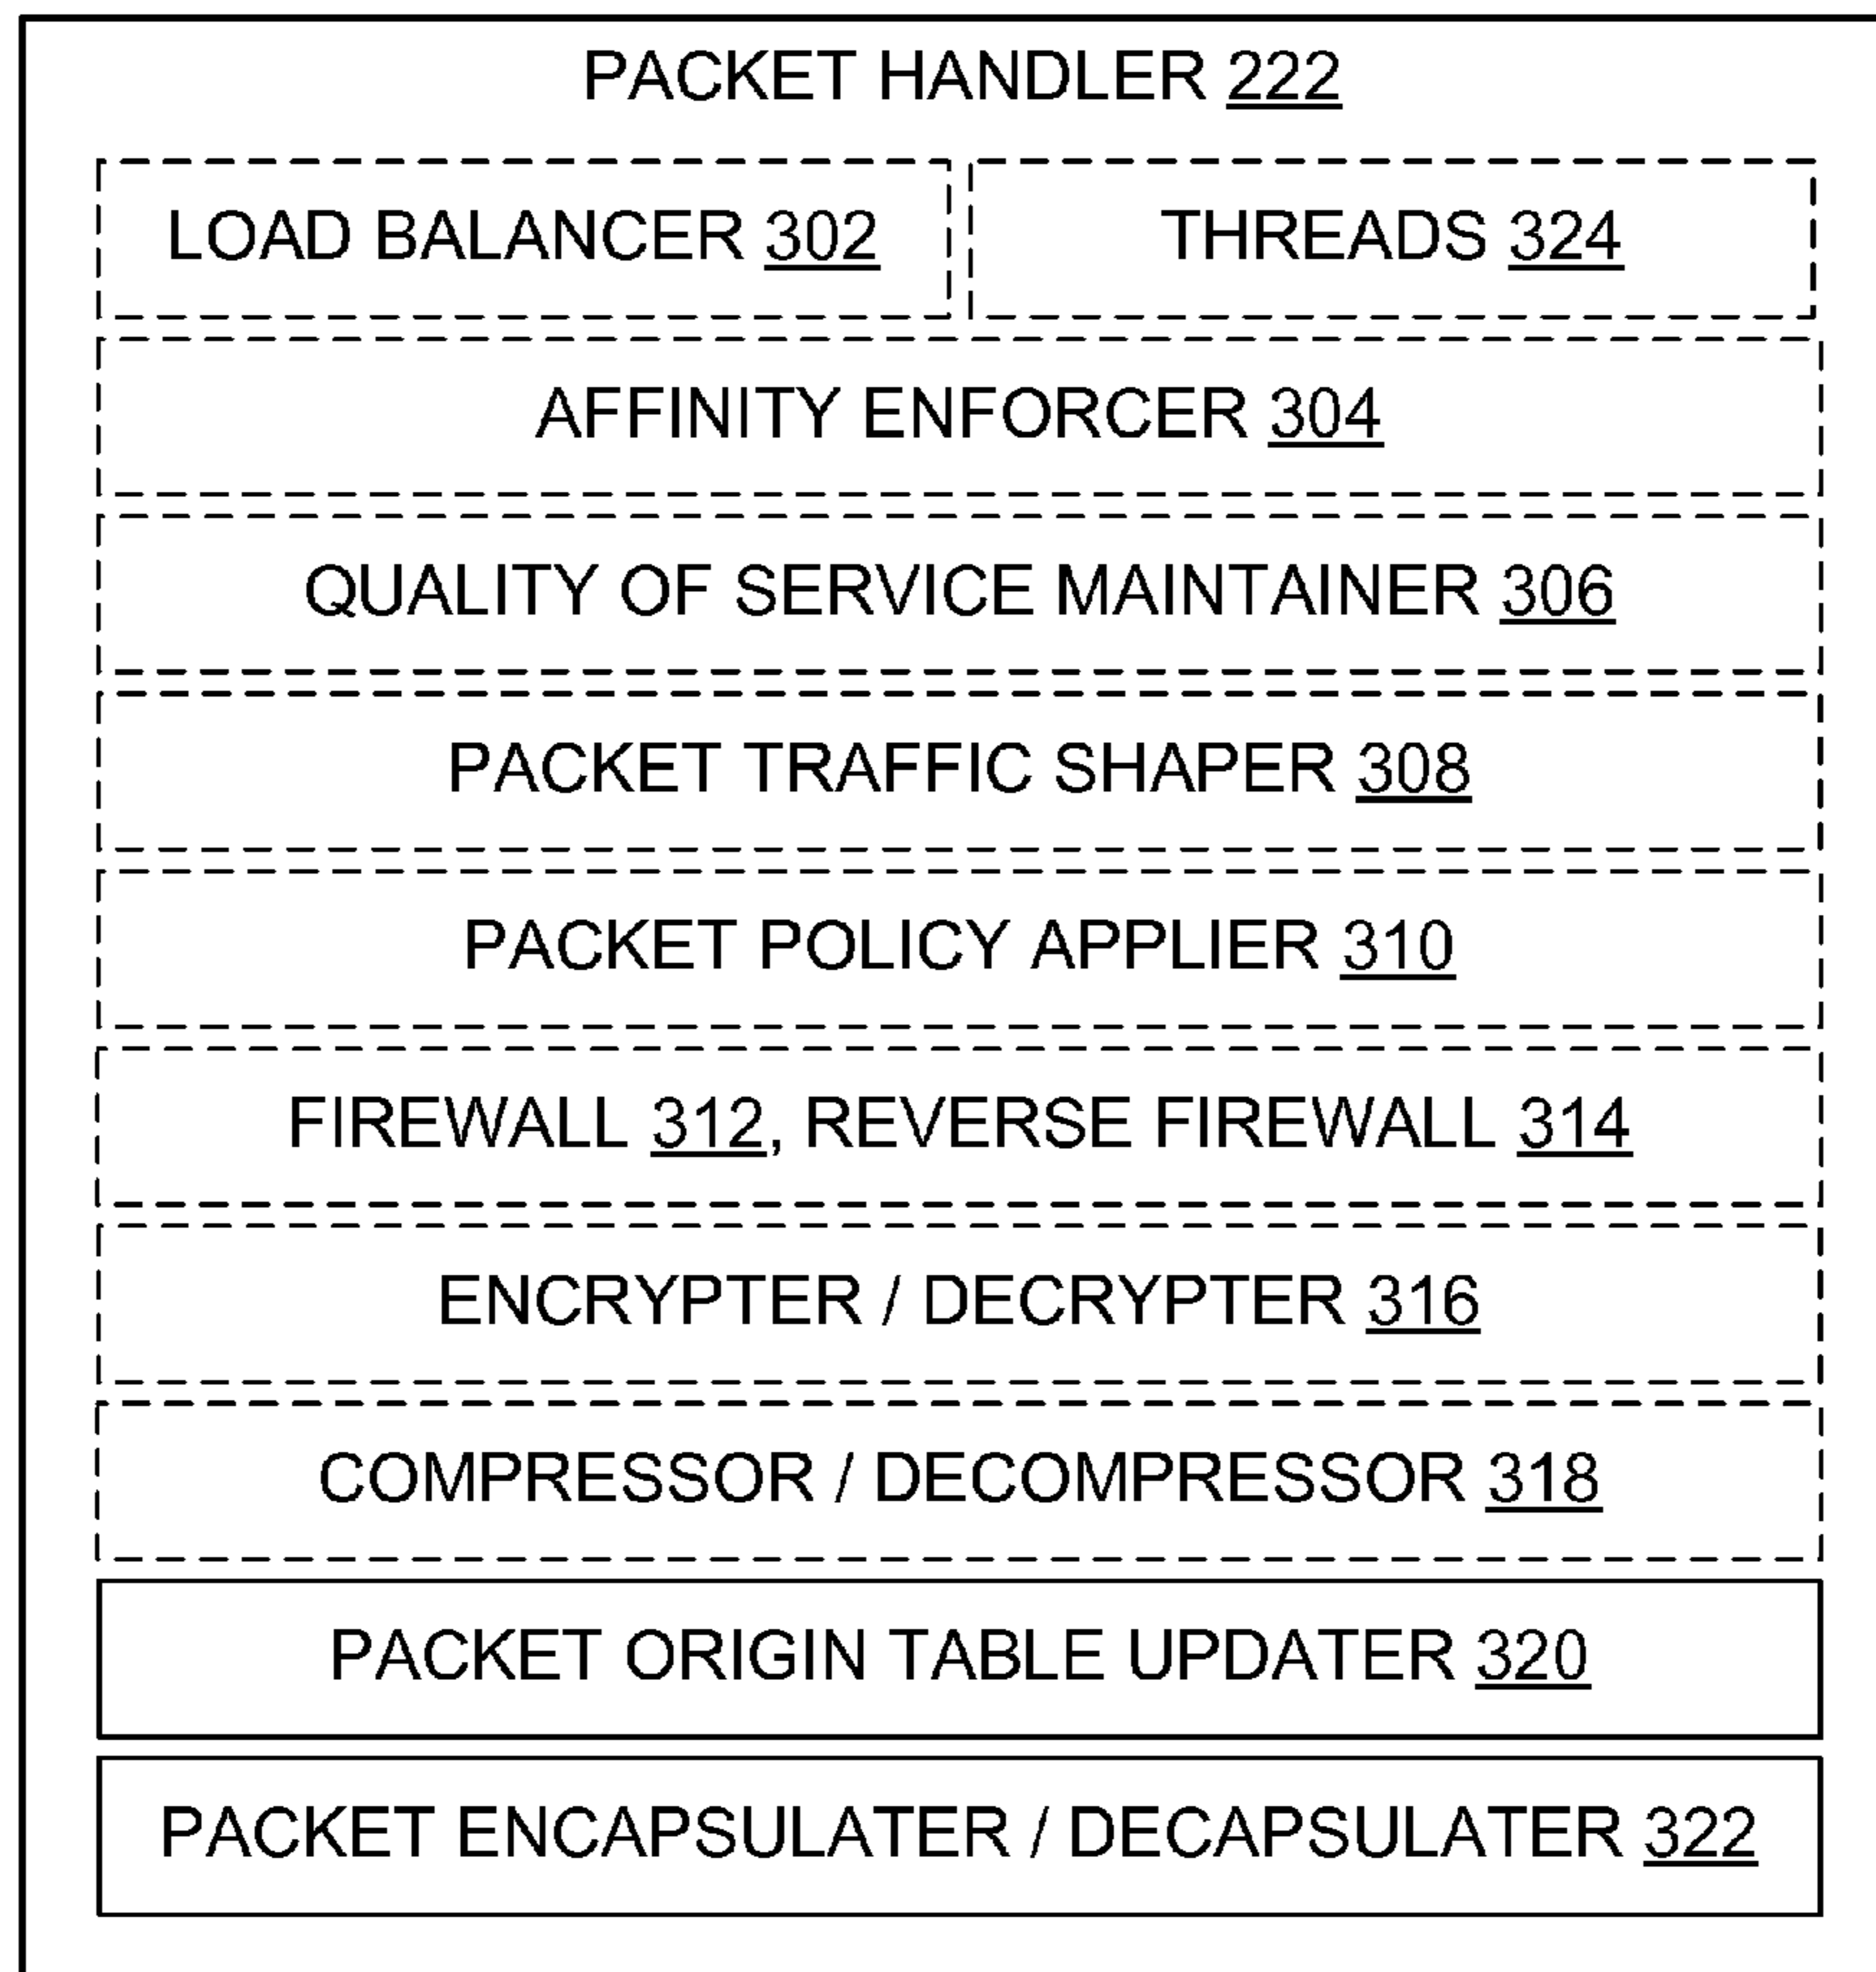 PACKET HANDLER 222
LOAD BALANCER 302
THREADS 324
AFFINITY ENFORCER 304
QUALITY OF SERVICE MAINTAINER 306
PACKET TRAFFIC SHAPER 308
PACKET POLICY APPLIER 310
FIREWALL 312, REVERSE FIREWALL 314
ENCRYPTER / DECRYPTER 316
COMPRESSOR / DECOMPRESSOR 318
PACKET ORIGIN TABLE UPDATER 320
PACKET ENCAPSULATER / DECAPSULATER 322